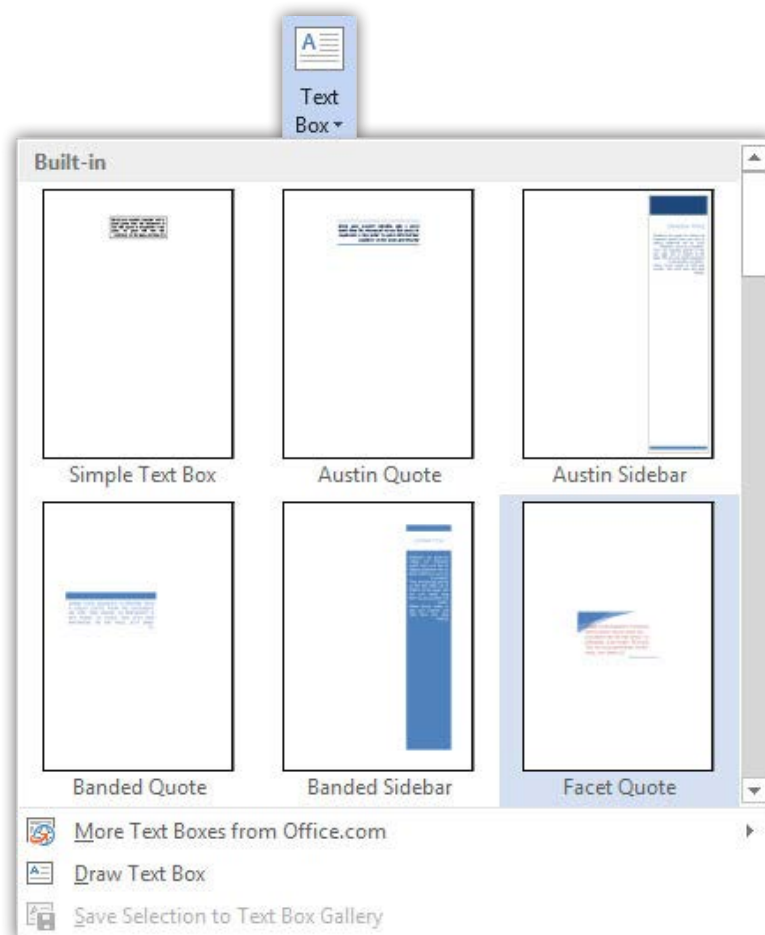 Text
Box
Built-in
Simple Text Box
Austin Quote
Austin Sidebar
Banded Quote
Banded Sidebar
Facet Quote
More Text Boxes from Office.com
Draw Text Box
Save Selection to Text Box Gallery